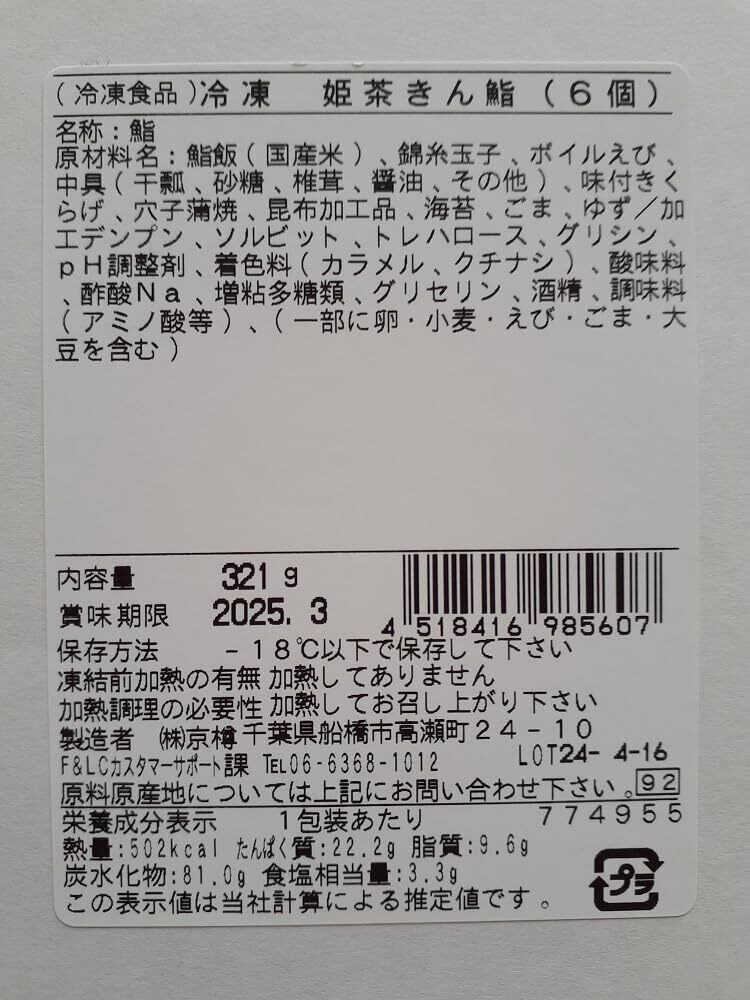 (冷凍食品)冷凍　姫茶きん鮨(6個)
名称:鮨
原材料名:鮨飯(国産米)、錦糸玉子、ボイルえび、
中具(干瓢、砂糖、椎茸、醤油、その他)、味付きく
らげ、穴子蒲焼、昆布加工品、海苔、ごま、ゆず/加
工デンプン、ソルビット、トレハロース、グリシン、
pH調整剤、着色料(カラメル、クチナシ)、酸味料
、酢酸Na、増粘多糖類、グリセリン、酒精、調味料
(アミノ酸等)、(一部に卵・小麦・えび・ごま・大
豆を含む)
内容量 321g
賞味期限 2025. 3
4 518416 985607
保存方法 -18℃以下で保存して下さい
凍結前加熱の有無 加熱してありません
加熱調理の必要性 加熱してお召し上がり下さい
製造者 ㈱京樽 千葉県船橋市高瀬町24-10
F&LCカスタマーサポート課 TEL06-6368-1012 LOT24- 4-16
原料原産地については上記にお問い合わせ下さい。92
栄養成分表示 1包装あたり 774955
熱量:502kcal たんぱく質:22.2g 脂質:9.6g
炭水化物:81.0g 食塩相当量:3.3g
この表示値は当社計算による推定値です。
プラ